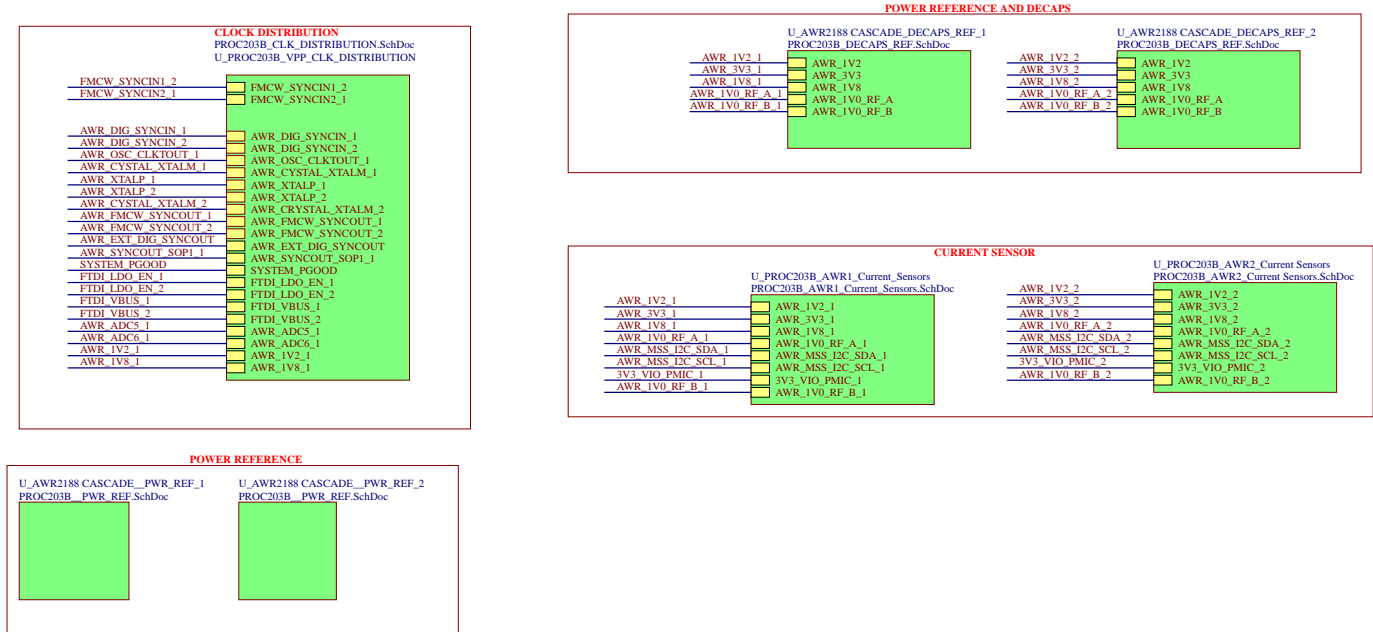 CLOCK DISTRIBUTION
PROC203B_CLK_DISTRIBUTION.SchDoc
U_PROC203B_VPP_CLK_DISTRIBUTION
FMCW_SYNCIN1_2
FMCW_SYNCIN2_1
FMCW_SYNCIN1_2
FMCW_SYNCIN2_1
AWR_DIG_SYNCIN_1
AWR_DIG_SYNCIN_2
AWR_OSC_CLKTOUT_1
AWR_CYSTAL_XTALM_1
AWR_XTALP_1
AWR_XTALP_2
AWR_CYSTAL_XTALM_2
AWR_FMCW_SYNCOUT_1
AWR_FMCW_SYNCOUT_2
AWR_EXT_DIG_SYNCOUT
AWR_SYNCOUT_SOP1_1
SYSTEM_PGOOD
FTDI_LDO_EN_1
FTDI_LDO_EN_2
FTDI_VBUS_1
FTDI_VBUS_2
AWR_ADC5_1
AWR_ADC6_1
AWR_1V2_1
AWR_1V8_1
AWR_DIG_SYNCIN_1
AWR_DIG_SYNCIN_2
AWR_OSC_CLKTOUT_1
AWR_CYSTAL_XTALM_1
AWR_XTALP_1
AWR_XTALP_2
AWR_CRYSTAL_XTALM_2
AWR_FMCW_SYNCOUT_1
AWR_FMCW_SYNCOUT_2
AWR_EXT_DIG_SYNCOUT
AWR_SYNCOUT_SOP1_1
SYSTEM_PGOOD
FTDI_LDO_EN_1
FTDI_LDO_EN_2
FTDI_VBUS_1
FTDI_VBUS_2
AWR_ADC5_1
AWR_ADC6_1
AWR_1V2_1
AWR_1V8_1
POWER REFERENCE AND DECAPS
U_AWR2188 CASCADE_DECAPS_REF_1
PROC203B_DECAPS_REF.SchDoc
AWR_1V2_1
AWR_3V3_1
AWR_1V8_1
AWR_1V0_RF_A_1
AWR_1V0_RF_B_1
AWR_1V2
AWR_3V3
AWR_1V8
AWR_1V0_RF_A
AWR_1V0_RF_B
U_AWR2188 CASCADE_DECAPS_REF_2
PROC203B_DECAPS_REF.SchDoc
AWR_1V2_2
AWR_3V3_2
AWR_1V8_2
AWR_1V0_RF_A_2
AWR_1V0_RF_B_2
AWR_1V2
AWR_3V3
AWR_1V8
AWR_1V0_RF_A
AWR_1V0_RF_B
CURRENT SENSOR
U_PROC203B_AWR1_Current_Sensors
PROC203B_AWR1_Current_Sensors.SchDoc
AWR_1V2_1
AWR_3V3_1
AWR_1V8_1
AWR_1V0_RF_A_1
AWR_MSS_I2C_SDA_1
AWR_MSS_I2C_SCL_1
3V3_VIO_PMIC_1
AWR_1V0_RF_B_1
AWR_1V2_1
AWR_3V3_1
AWR_1V8_1
AWR_1V0_RF_A_1
AWR_MSS_I2C_SDA_1
AWR_MSS_I2C_SCL_1
3V3_VIO_PMIC_1
AWR_1V0_RF_B_1
U_PROC203B_AWR2_Current Sensors
PROC203B_AWR2_Current Sensors.SchDoc
AWR_1V2_2
AWR_3V3_2
AWR_1V8_2
AWR_1V0_RF_A_2
AWR_MSS_I2C_SDA_2
AWR_MSS_I2C_SCL_2
3V3_VIO_PMIC_2
AWR_1V0_RF_B_2
AWR_1V2_2
AWR_3V3_2
AWR_1V8_2
AWR_1V0_RF_A_2
AWR_MSS_I2C_SDA_2
AWR_MSS_I2C_SCL_2
3V3_VIO_PMIC_2
AWR_1V0_RF_B_2
POWER REFERENCE
U_AWR2188 CASCADE__PWR_REF_1
PROC203B__PWR_REF.SchDoc
U_AWR2188 CASCADE__PWR_REF_2
PROC203B__PWR_REF.SchDoc